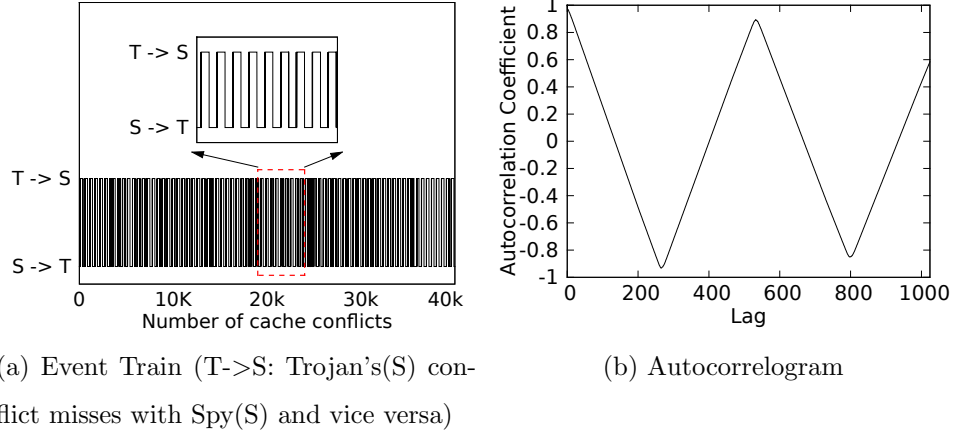 T -> S
S -> T
T -> S
S -> T
0 10K 20k 30k 40k
Number of cache conflicts
a) Event Train (T->S: Trojan's(S) con-
flict misses with Spy(S) and vice versa)
Autocorrelation Coefficient
1
0.8
0.6
0.4
0.2
0
-0.2
-0.4
-0.6
-0.8
-1
0 200 400 600 800 1000
Lag
(b) Autocorrelogram